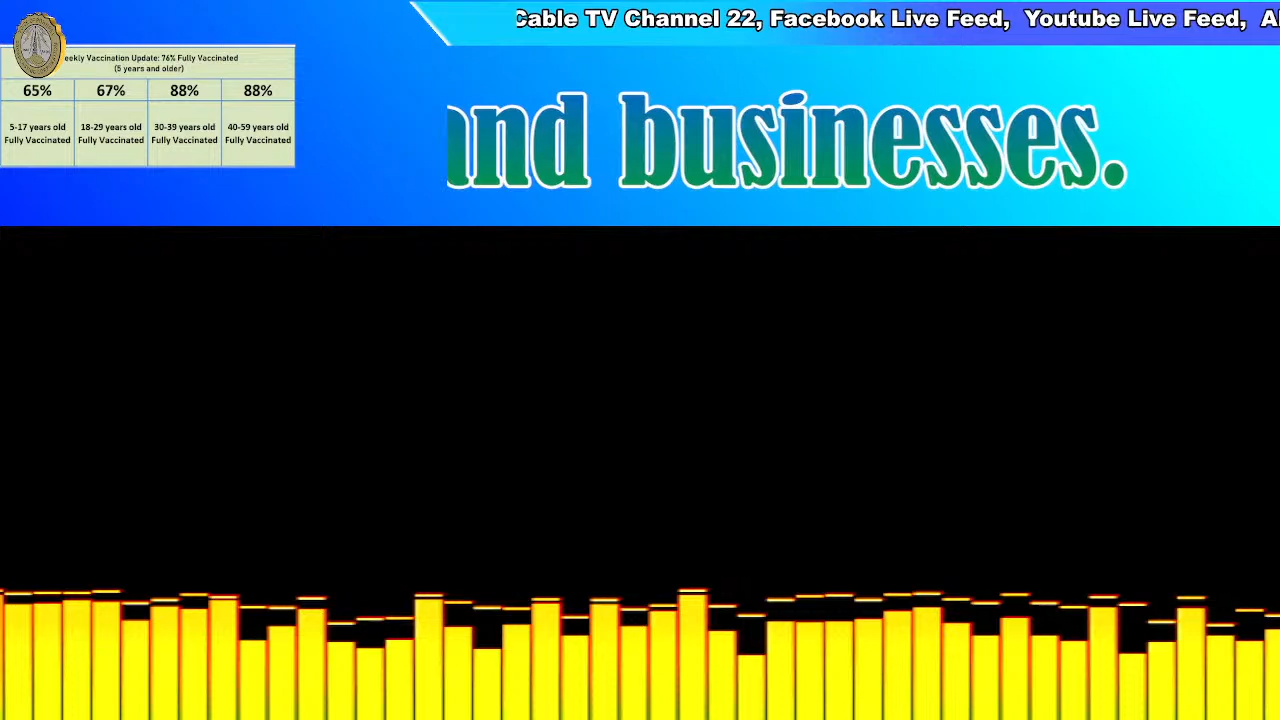 Cable TV Channel 22, Facebook Live Feed, Youtube Live Feed,
eekly Vaccination Update: 76% Fully Vaccinated
(5 years and older)
65% 67% 88% 88%
5-17 years old 18-29 years old 30-39 years old 40-59 years old
Fully Vaccinated Fully Vaccinated Fully Vaccinated Fully Vaccinated
and businesses.